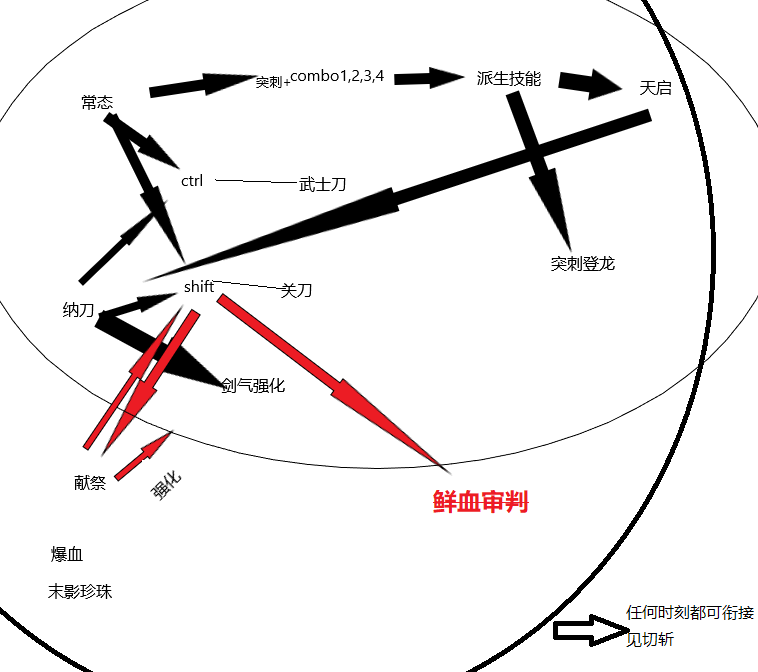 突刺+combo1,2,3,4
派生技能
天启
常态
ctrl
武士刀
突刺登龙
shift
关刀
纳刀
剑气强化
献祭
强化
鲜血审判
爆血
末影珍珠
任何时刻都可衔接
见切斩